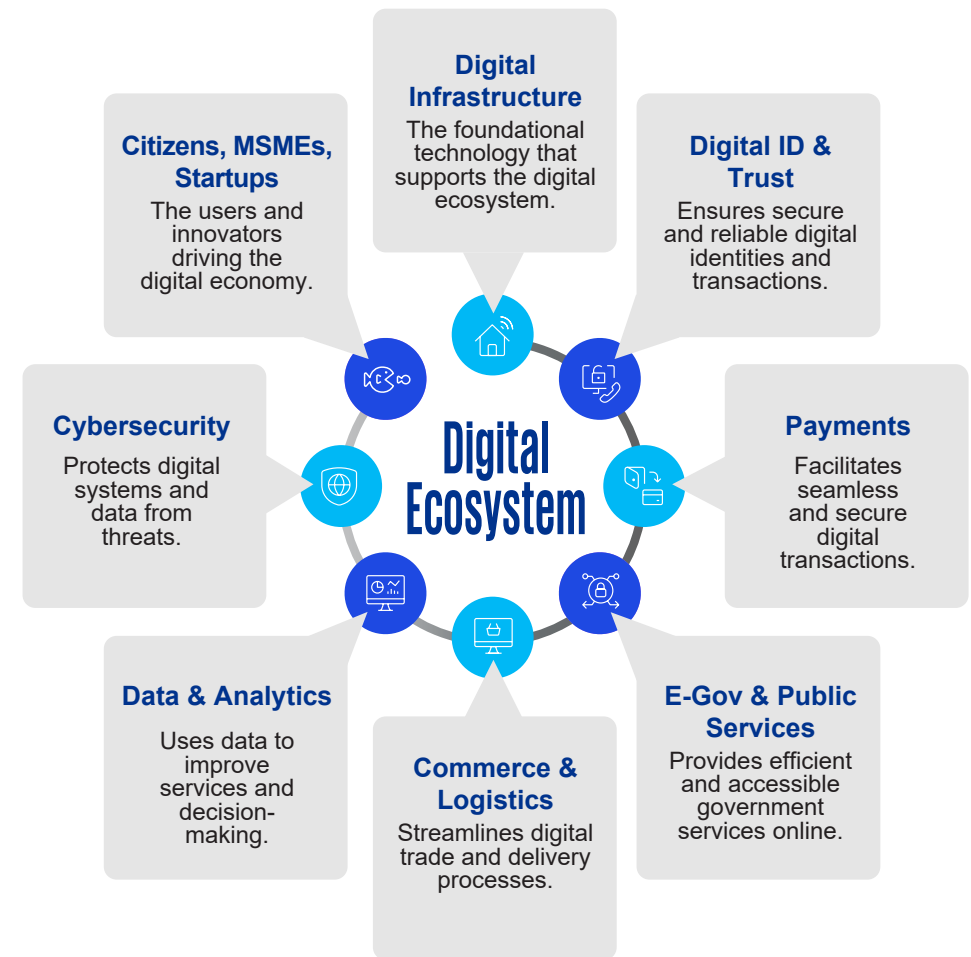 Digital
Infrastructure
The foundational
technology that
supports the digital
ecosystem.
Digital ID &
Trust
Ensures secure
and reliable digital
identities and
transactions.
Payments
Facilitates
seamless
and secure
digital
transactions.
E-Gov & Public
Services
Provides efficient
and accessible
government
services online.
Commerce &
Logistics
Streamlines digital
trade and delivery
processes.
Data & Analytics
Uses data to
improve
services and
decision-
making.
Cybersecurity
Protects digital
systems and
data from
threats.
Citizens, MSMEs,
Startups
The users and
innovators
driving the
digital economy.
Digital
Ecosystem